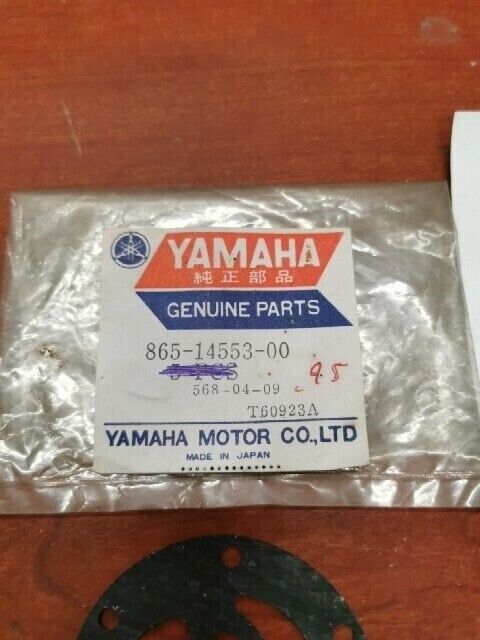 YAMAHA
純正部品
GENUINE PARTS
865-14553-00
PCS
568-04-09 .95
T60923A
YAMAHA MOTOR CO.,LTD
MADE IN JAPAN